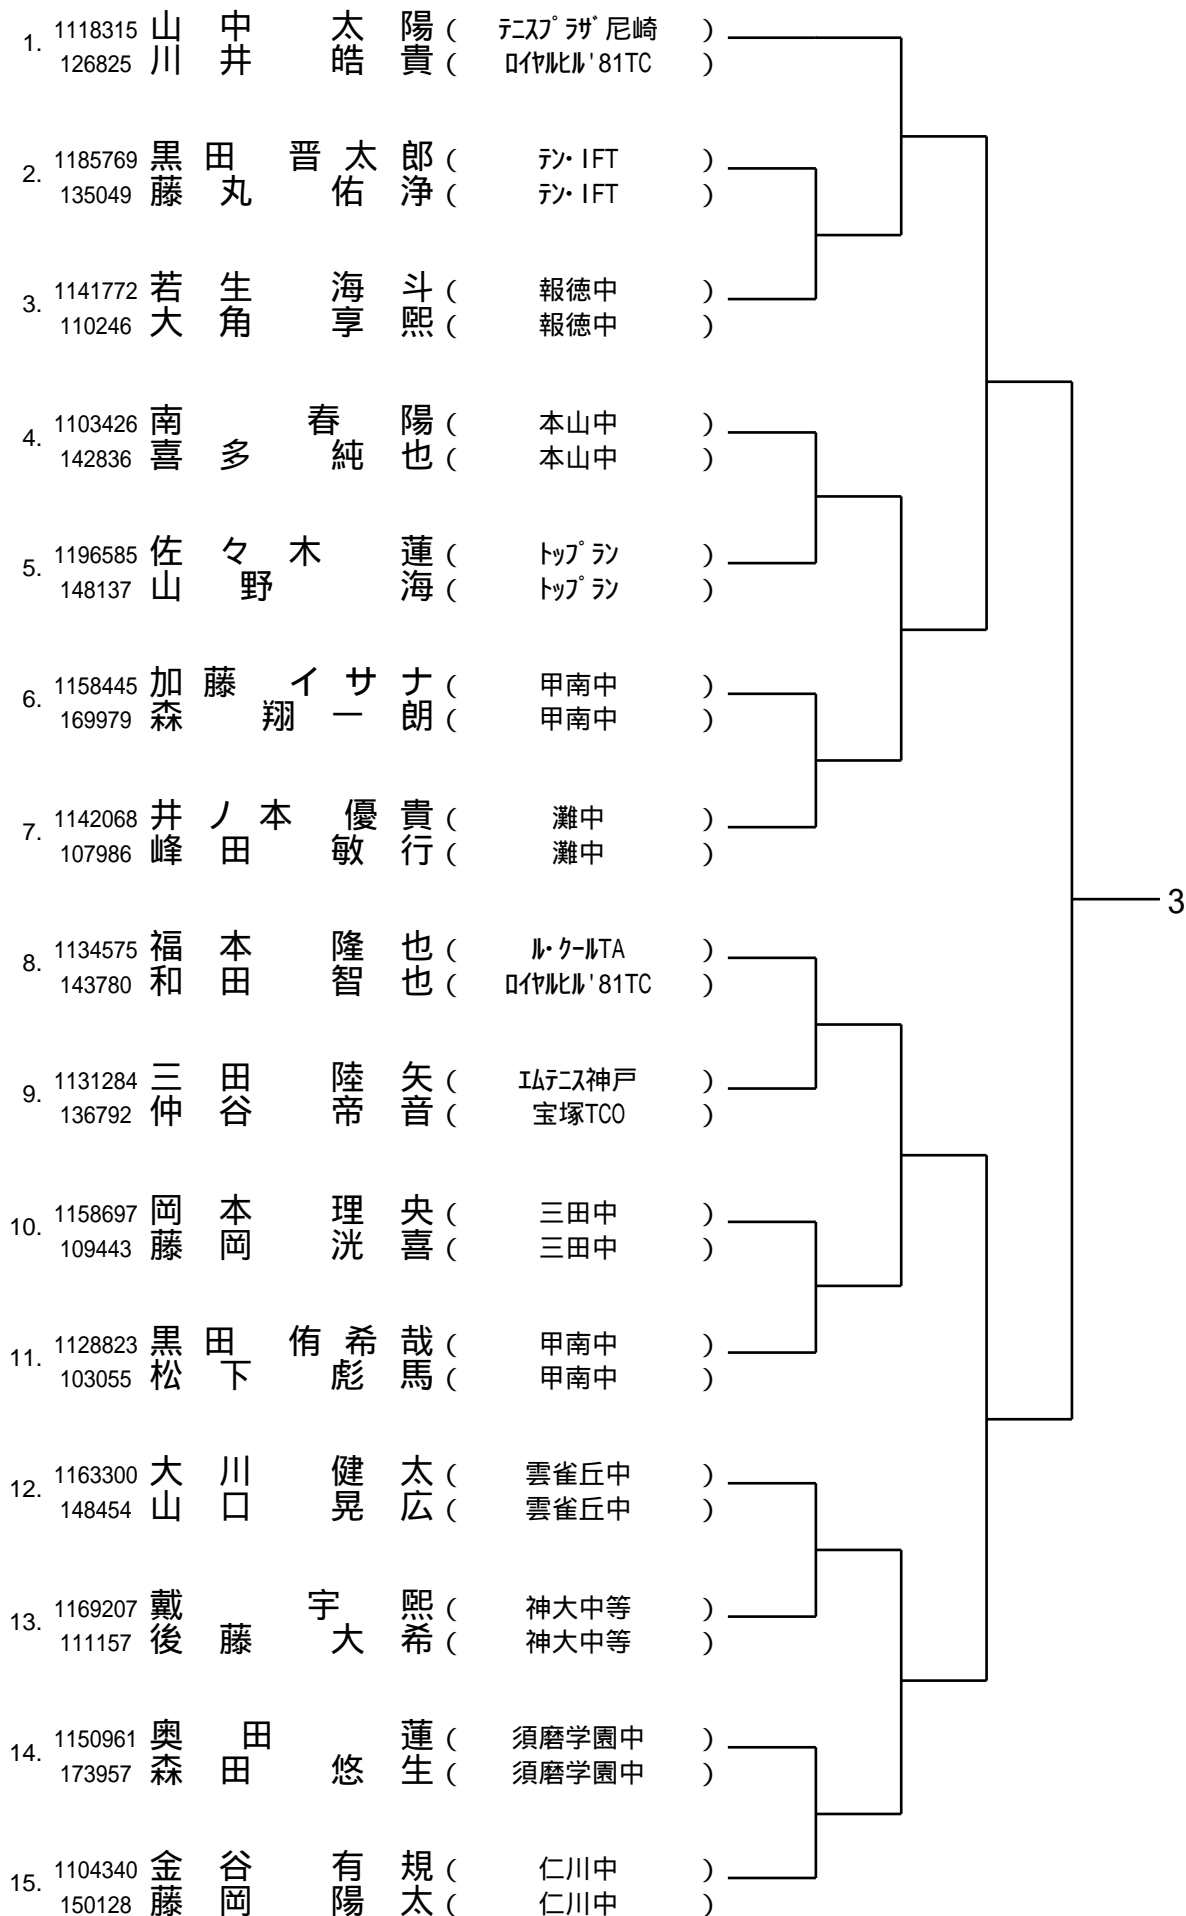 1. 1118315 山中 太陽 ( テニスプラザ尼崎 )
126825 川井 皓貴 ( ロイヤルヒル'81TC )
2. 1185769 黒田 晋太郎 ( テン・IFT )
135049 藤丸 佑浄 ( テン・IFT )
3. 1141772 若生 海斗 ( 報徳中 )
110246 大角 享熙 ( 報徳中 )
4. 1103426 南 春陽 ( 本山中 )
142836 喜多 純也 ( 本山中 )
5. 1196585 佐々木 蓮 ( トップラン )
148137 山野 海 ( トップラン )
6. 1158445 加藤 イサナ ( 甲南中 )
169979 森 翔一朗 ( 甲南中 )
7. 1142068 井ノ本 優貴 ( 灘中 )
107986 峰田 敏行 ( 灘中 )
3
8. 1134575 福本 隆也 ( ル・クールTA )
143780 和田 智也 ( ロイヤルヒル'81TC )
9. 1131284 三田 陸矢 ( エムテニス神戸 )
136792 仲谷 帝音 ( 宝塚TCO )
10. 1158697 岡本 理央 ( 三田中 )
109443 藤岡 洸喜 ( 三田中 )
11. 1128823 黒田 侑希哉 ( 甲南中 )
103055 松下 彪馬 ( 甲南中 )
12. 1163300 大川 健太 ( 雲雀丘中 )
148454 山口 晃広 ( 雲雀丘中 )
13. 1169207 戴 宇熙 ( 神大中等 )
111157 後藤 大希 ( 神大中等 )
14. 1150961 奥田 蓮 ( 須磨学園中 )
173957 森田 悠生 ( 須磨学園中 )
15. 1104340 金谷 有規 ( 仁川中 )
150128 藤岡 陽太 ( 仁川中 )